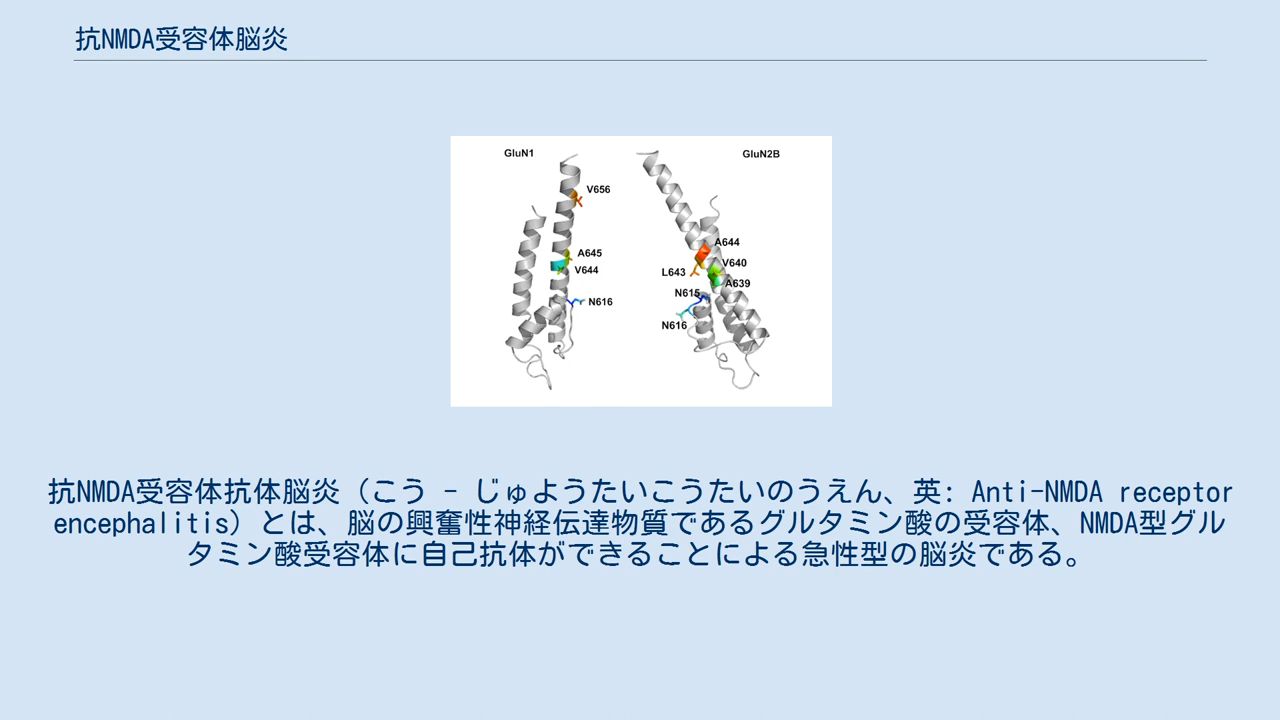 抗NMDA受容体脳炎
GluN1
GluN2B
V656
A645
V644
N616
A644
V640
L643
A639
N615
N616
抗NMDA受容体抗体脳炎（こう - じゅようたいこうたいのうえん、英: Anti-NMDA receptor
encephalitis）とは、脳の興奮性神経伝達物質であるグルタミン酸の受容体、NMDA型グル
タミン酸受容体に自己抗体ができることによる急性型の脳炎である。